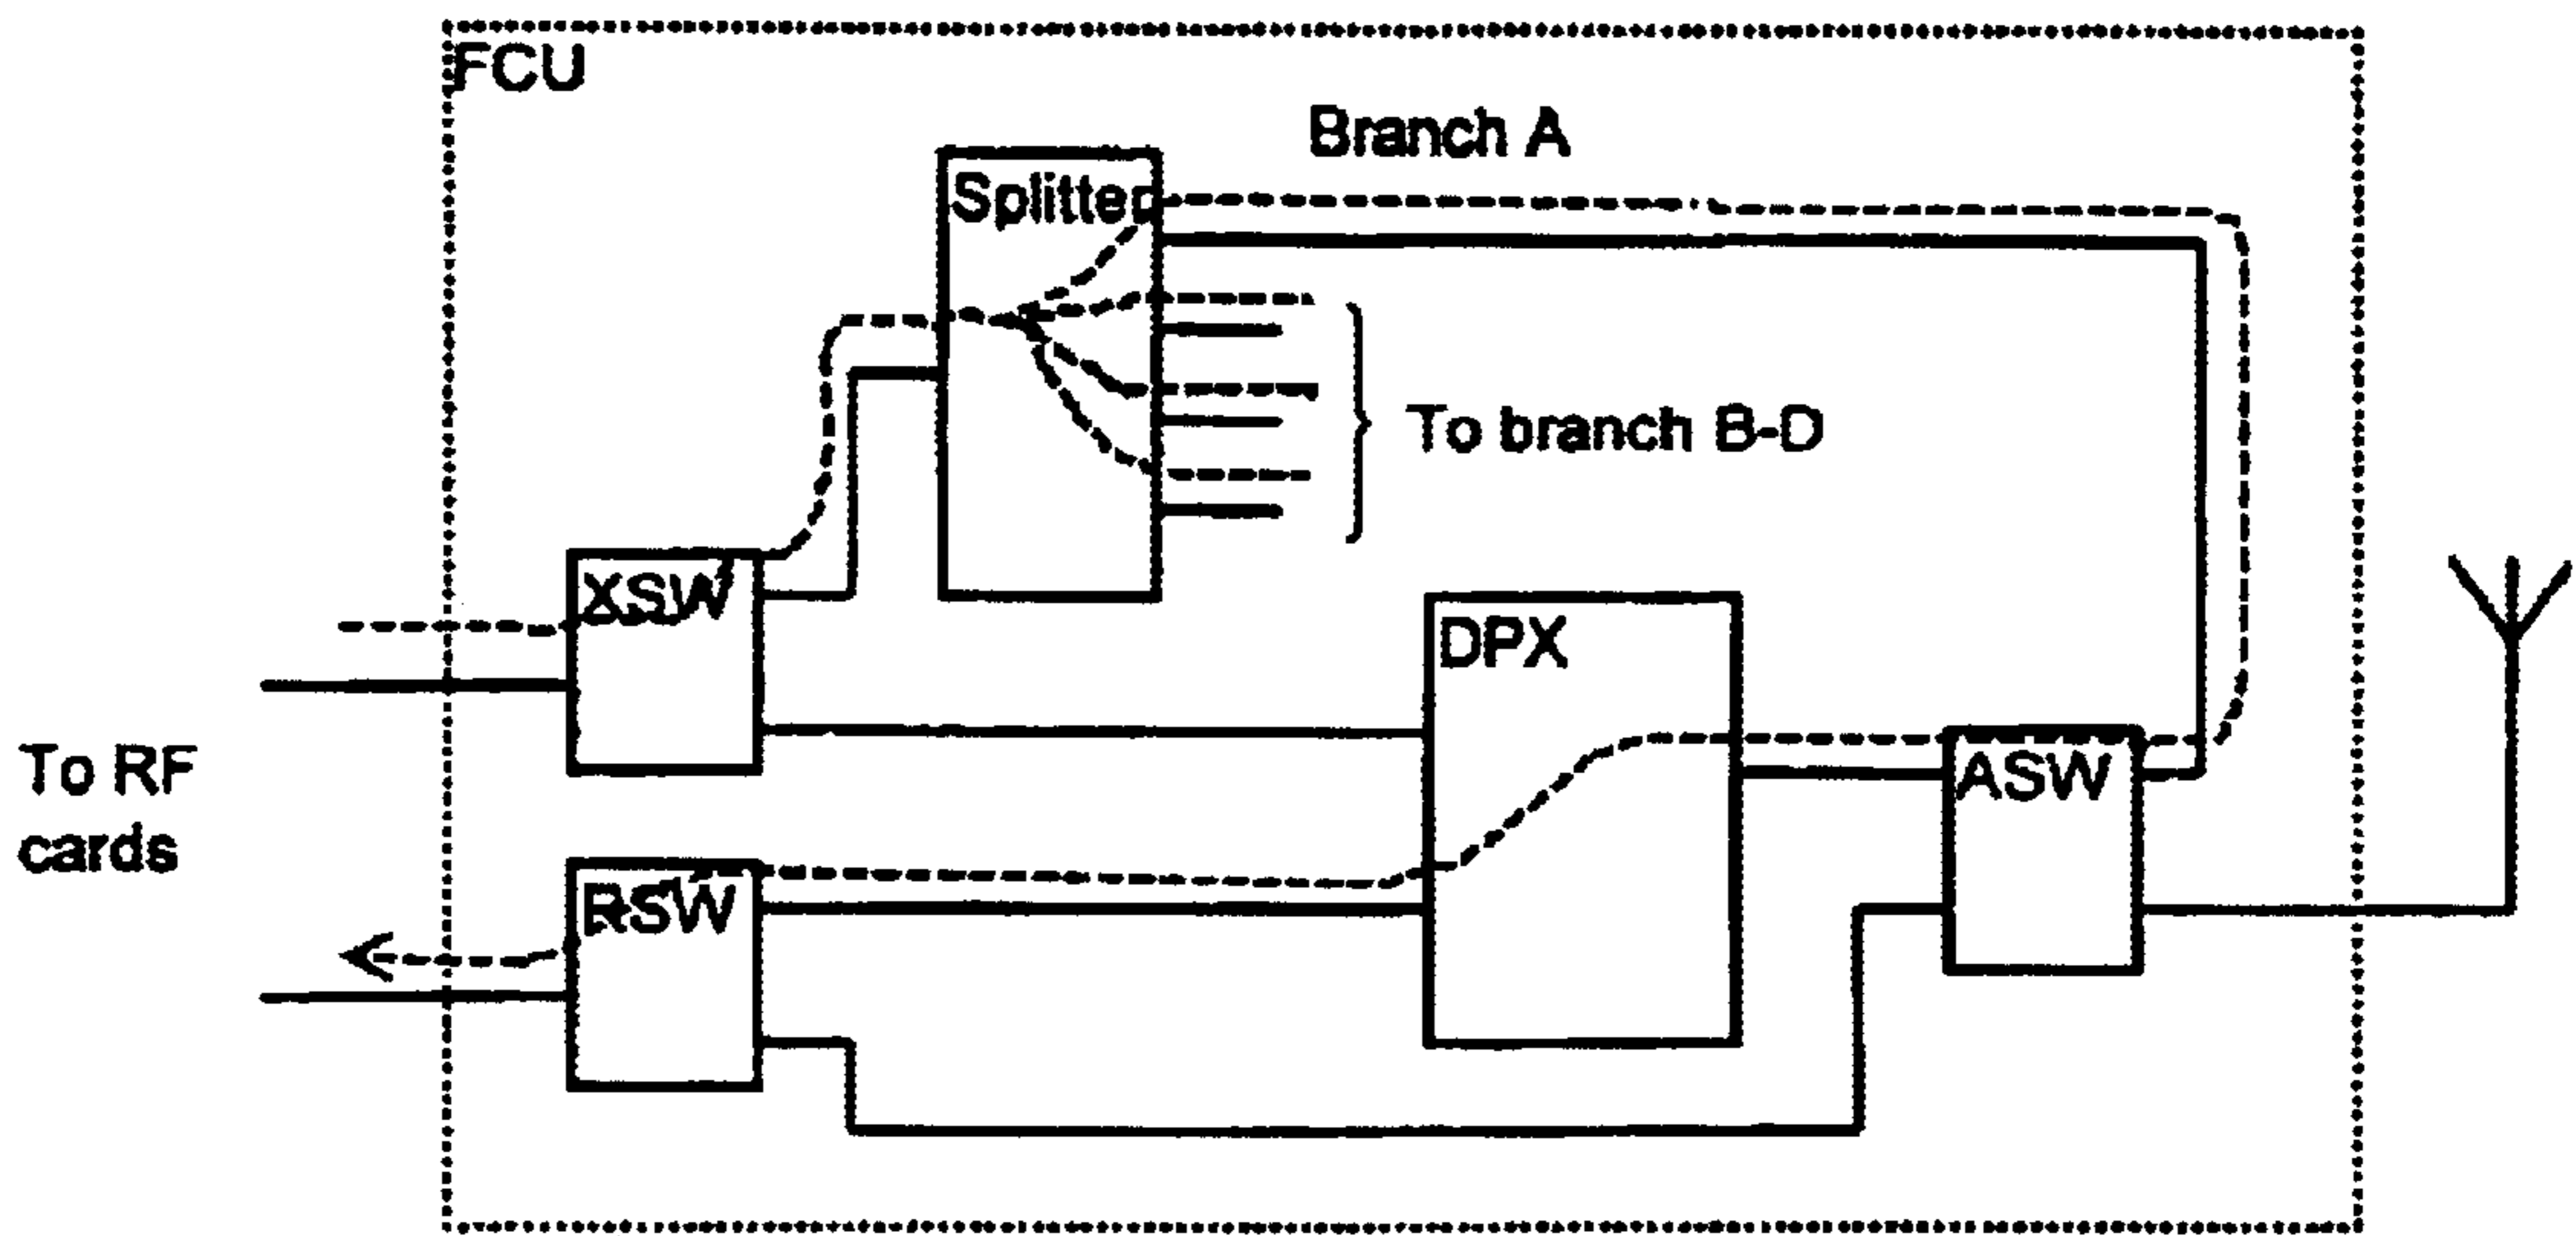 FCU
Branch A
Splitter
To branch B-D
XSW
DPX
To RF
cards
ASW
RSW